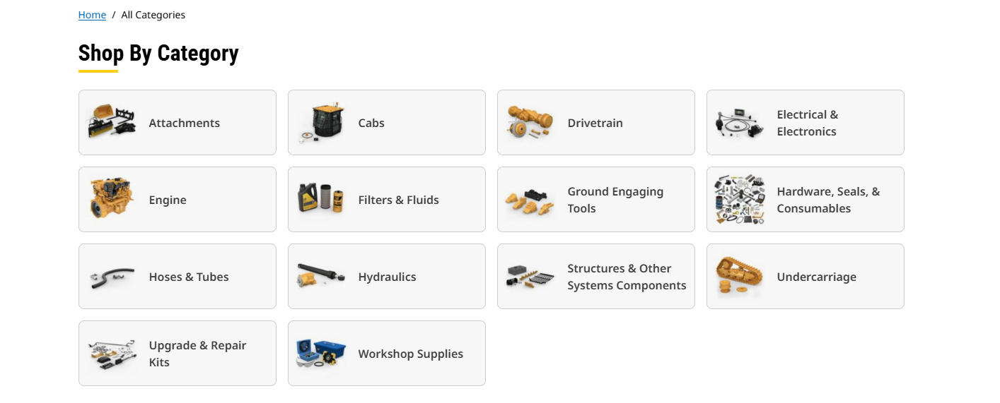 Home / All Categories
Shop By Category
Attachments
Cabs
Drivetrain
Electrical &
Electronics
Engine
Filters & Fluids
Ground Engaging
Tools
Hardware, Seals, &
Consumables
Hoses & Tubes
Hydraulics
Structures & Other
Systems Components
Undercarriage
Upgrade & Repair
Kits
Workshop Supplies